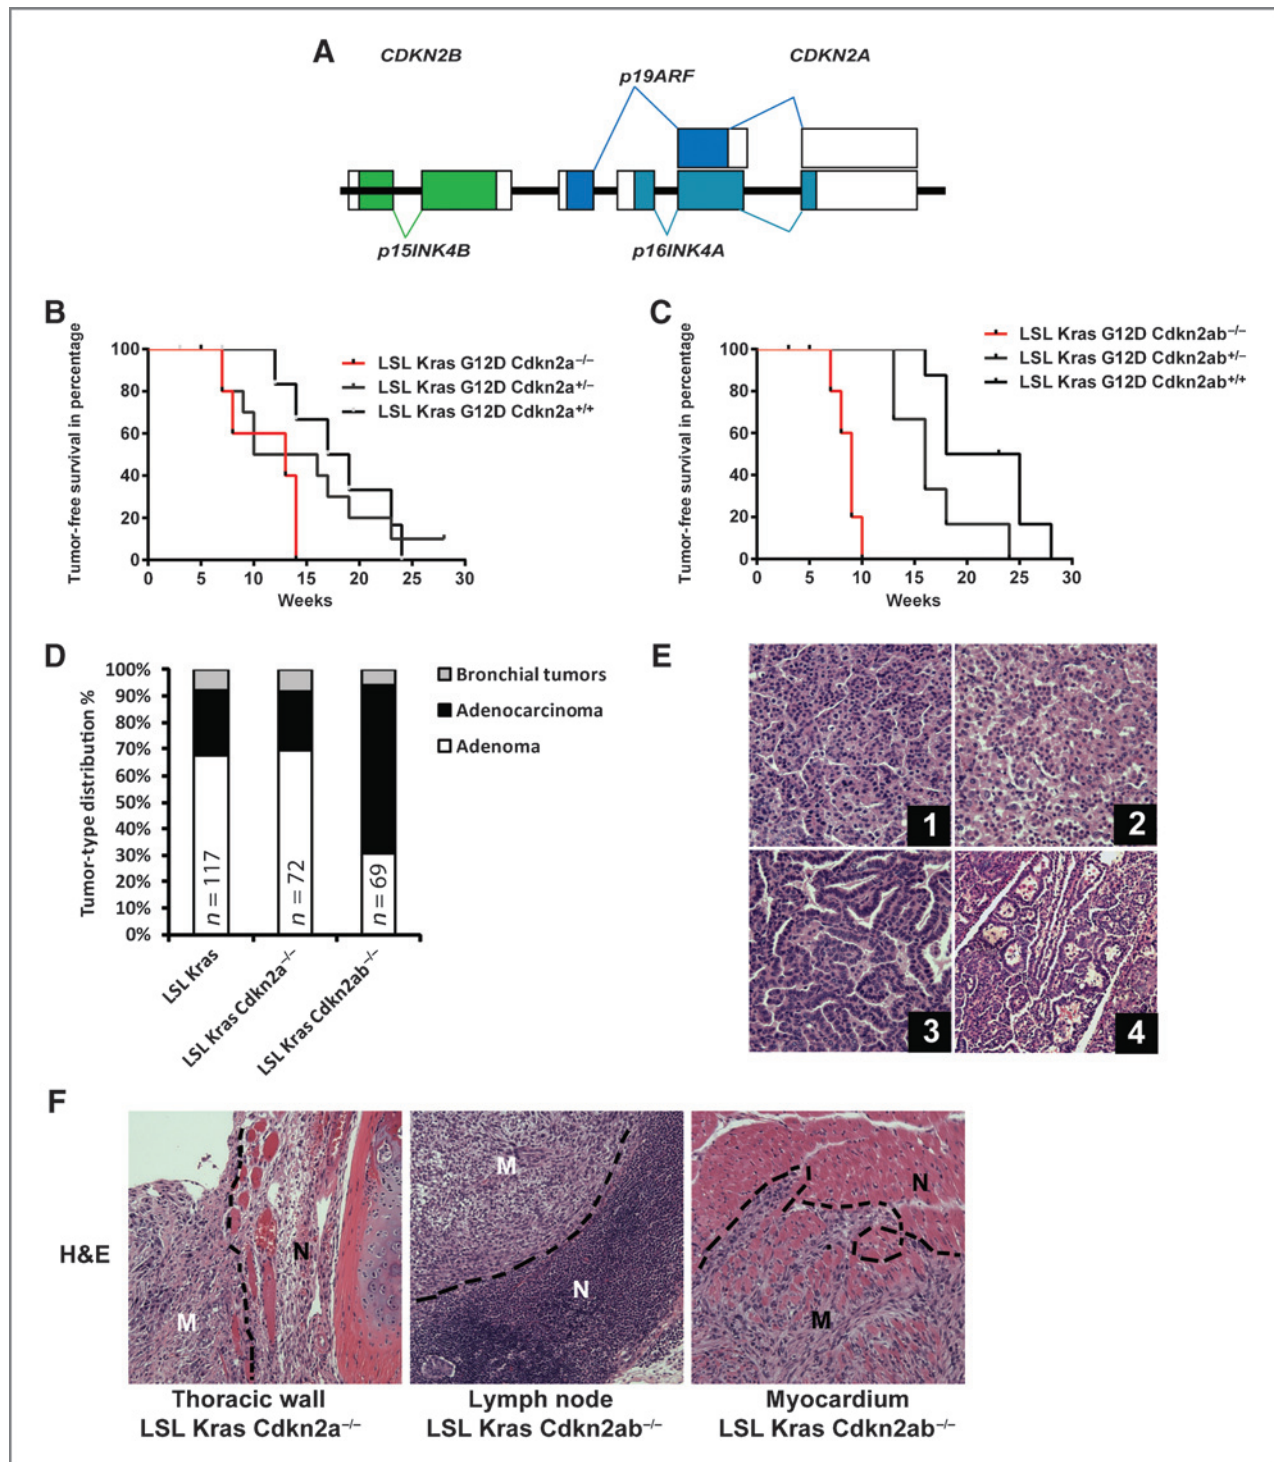 A
CDKN2B
CDKN2A
p19ARF
p15INK4B
p16INK4A
B
Tumor-free survival in percentage
100
80
60
40
20
0
0 5 10 15 20 25 30
Weeks
LSL Kras G12D Cdkn2a–/–
LSL Kras G12D Cdkn2a+/–
LSL Kras G12D Cdkn2a+/+
C
Tumor-free survival in percentage
100
80
60
40
20
0
0 5 10 15 20 25 30
Weeks
LSL Kras G12D Cdkn2ab–/–
LSL Kras G12D Cdkn2ab+/–
LSL Kras G12D Cdkn2ab+/+
D
Tumor-type distribution %
100%
90%
80%
70%
60%
50%
40%
30%
20%
10%
0%
n = 117
n = 72
n = 69
LSL Kras
LSL Kras Cdkn2a–/–
LSL Kras Cdkn2ab–/–
Bronchial tumors
Adenocarcinoma
Adenoma
E
1
2
3
4
F
H&E
M
N
M
N
N
M
Thoracic wall
LSL Kras Cdkn2a–/–
Lymph node
LSL Kras Cdkn2ab–/–
Myocardium
LSL Kras Cdkn2ab–/–